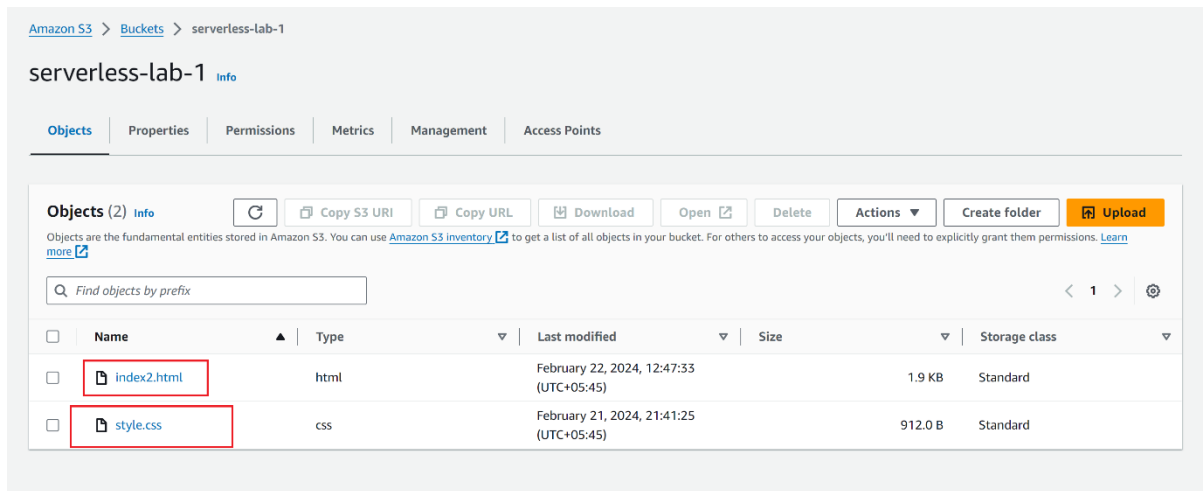 Amazon S3 > Buckets > serverless-lab-1
serverless-lab-1 Info
Objects Properties Permissions Metrics Management Access Points
Objects (2) Info Copy S3 URI Copy URL Download Open Delete Actions Create folder Upload
Objects are the fundamental entities stored in Amazon S3. You can use Amazon S3 inventory to get a list of all objects in your bucket. For others to access your objects, you'll need to explicitly grant them permissions. Learn
more
Find objects by prefix
1
Name Type Last modified Size Storage class
index2.html html February 22, 2024, 12:47:33 (UTC+05:45) 1.9 KB Standard
style.css css February 21, 2024, 21:41:25 (UTC+05:45) 912.0 B Standard